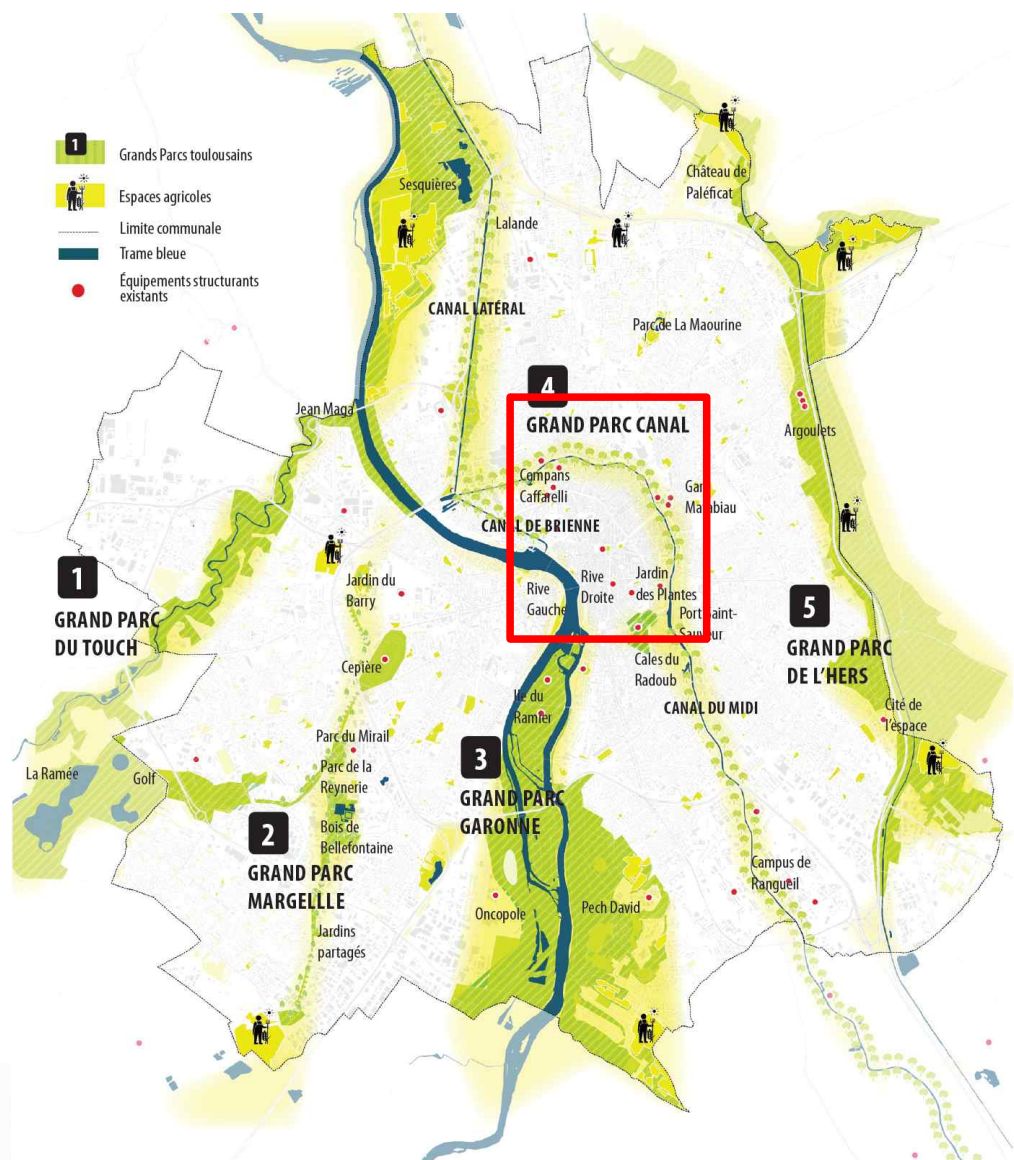 1
Grands Parcs toulousains
Espaces agricoles
Limite communale
Trame bleue
Équipements structurants
existants
Sesquières
Lalande
Château de
Paléficat
CANAL LATÉRAL
Parc de La Maourine
4
GRAND PARC CANAL
Jean Maga
Argoulets
Compans
Caffarelli
CANAL DE BRIENNE
1
GRAND PARC
DU TOUCH
Jardin du
Barry
Rive
Gauche
Rive
Droite
Jardin
des Plantes
Port Saint-
Sauveur
5
GRAND PARC
DE L'HERS
Cepière
Cales du
Radoub
Ile du
Ramier
CANAL DU MIDI
Cité de
l'espace
Parc du Mirail
La Ramée
Golf
Parc de la
Reynerie
3
GRAND PARC
GARONNE
2
Bois de
Bellefontaine
GRAND PARC
MARGELLLE
Campus de
Rangueil
Oncopole
Pech David
Jardins
partagés